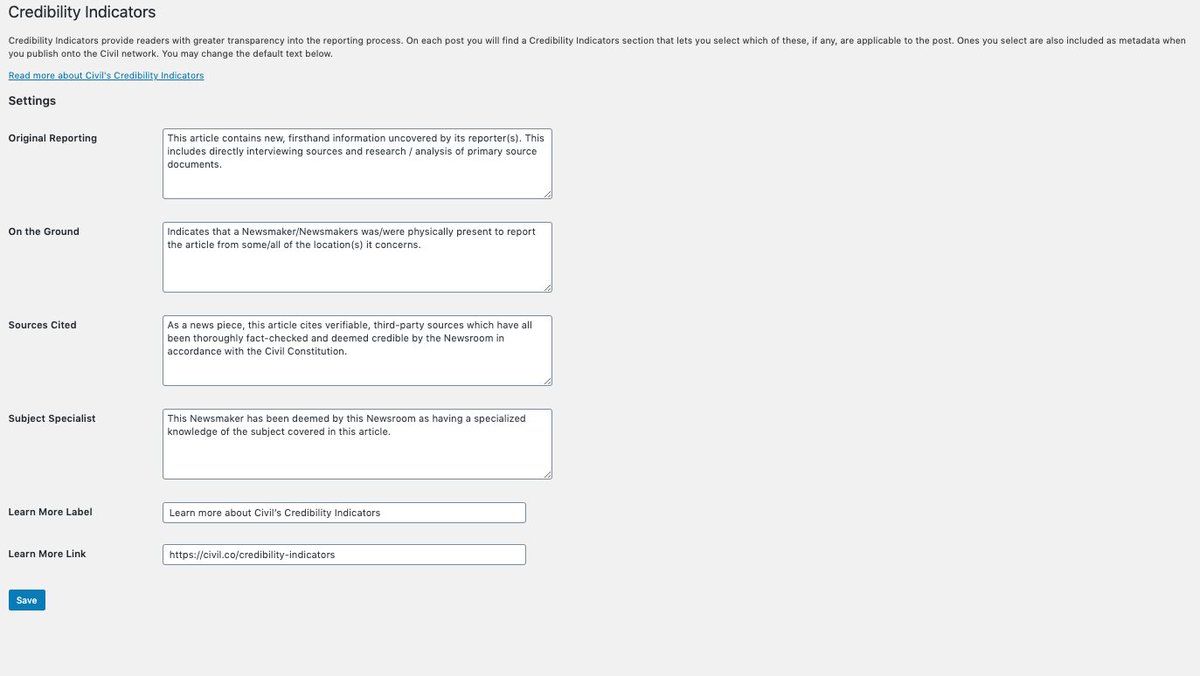 Credibility Indicators
Credibility Indicators provide readers with greater transparency into the reporting process. On each post you will find a Credibility Indicators section that lets you select which of these, if any, are applicable to the post. Ones you select are also included as metadata when
you publish onto the Civil network. You may change the default text below.
Read more about Civil's Credibility Indicators
Settings
Original Reporting
This article contains new, firsthand information uncovered by its reporter(s). This
includes directly interviewing sources and research / analysis of primary source
documents.
On the Ground
Indicates that a Newsmaker/Newsmakers was/were physically present to report
the article from some/all of the location(s) it concerns.
Sources Cited
As a news piece, this article cites verifiable, third-party sources which have all
been thoroughly fact-checked and deemed credible by the Newsroom in
accordance with the Civil Constitution.
Subject Specialist
This Newsmaker has been deemed by this Newsroom as having a specialized
knowledge of the subject covered in this article.
Learn More Label
Learn more about Civil's Credibility Indicators
Learn More Link
https://civil.co/credibility-indicators
Save